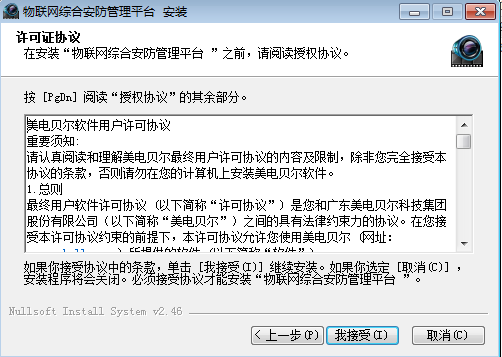 物联网综合安防管理平台 安装
许可证协议
在安装“物联网综合安防管理平台 ”之前，请阅读授权协议。
按 [PgDn] 阅读“授权协议”的其余部分。
美电贝尔软件用户许可协议
重要须知:
请认真阅读和理解美电贝尔最终用户许可协议的内容及限制，除非您完全接受本
协议的条款，否则请勿在您的计算机上安装美电贝尔软件。
1.总则
最终用户软件许可协议（以下简称“许可协议”）是您和广东美电贝尔科技集团
股份有限公司（以下简称“美电贝尔”）之间的具有法律约束力的协议。在您接
受本许可协议约束的前提下，本许可协议允许您使用美电贝尔（网址:
所提供的软件（以下简称“软件”）
如果你接受协议中的条款，单击 [我接受(I)] 继续安装。如果你选定 [取消(C)] ，
安装程序将会关闭。必须接受协议才能安装“物联网综合安防管理平台 ”。
Nullsoft Install System v2.46
< 上一步(P) 我接受(I) 取消(C)